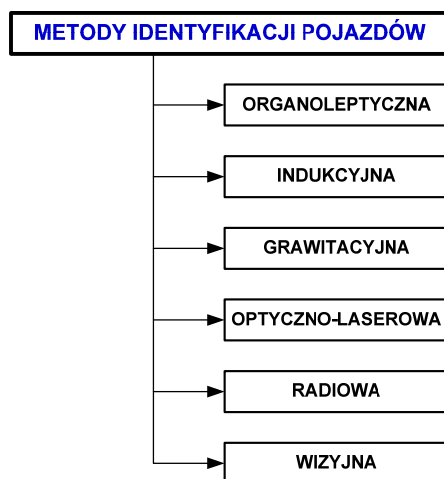 METODY IDENTYFIKACJI POJAZDÓW
ORGANOLEPTYCZNA
INDUKCYJNA
GRAWITACYJNA
OPTYCZNO-LASEROWA
RADIOWA
WIZYJNA